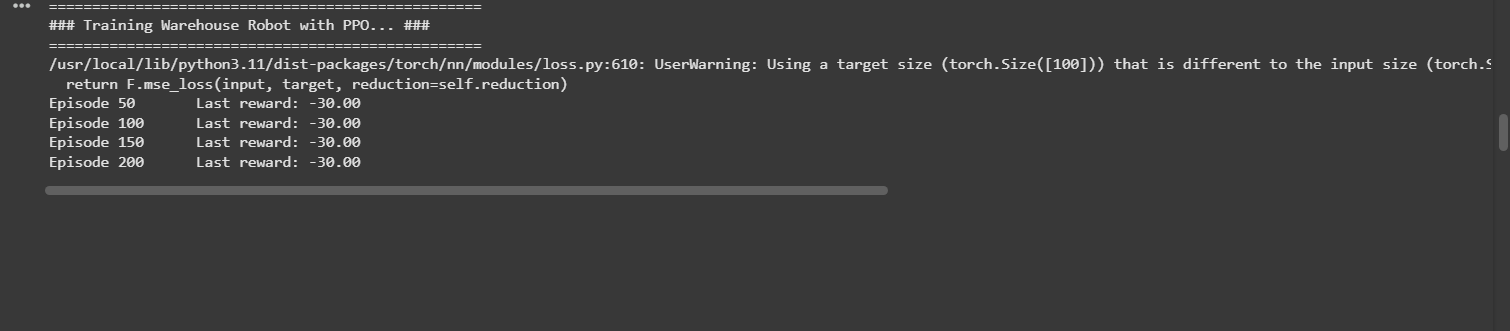 ==================================================
### Training Warehouse Robot with PPO... ###
==================================================
/usr/local/lib/python3.11/dist-packages/torch/nn/modules/loss.py:610: UserWarning: Using a target size (torch.Size([100])) that is different to the input size (torch.S
  return F.mse_loss(input, target, reduction=self.reduction)
Episode 50       Last reward: -30.00
Episode 100      Last reward: -30.00
Episode 150      Last reward: -30.00
Episode 200      Last reward: -30.00